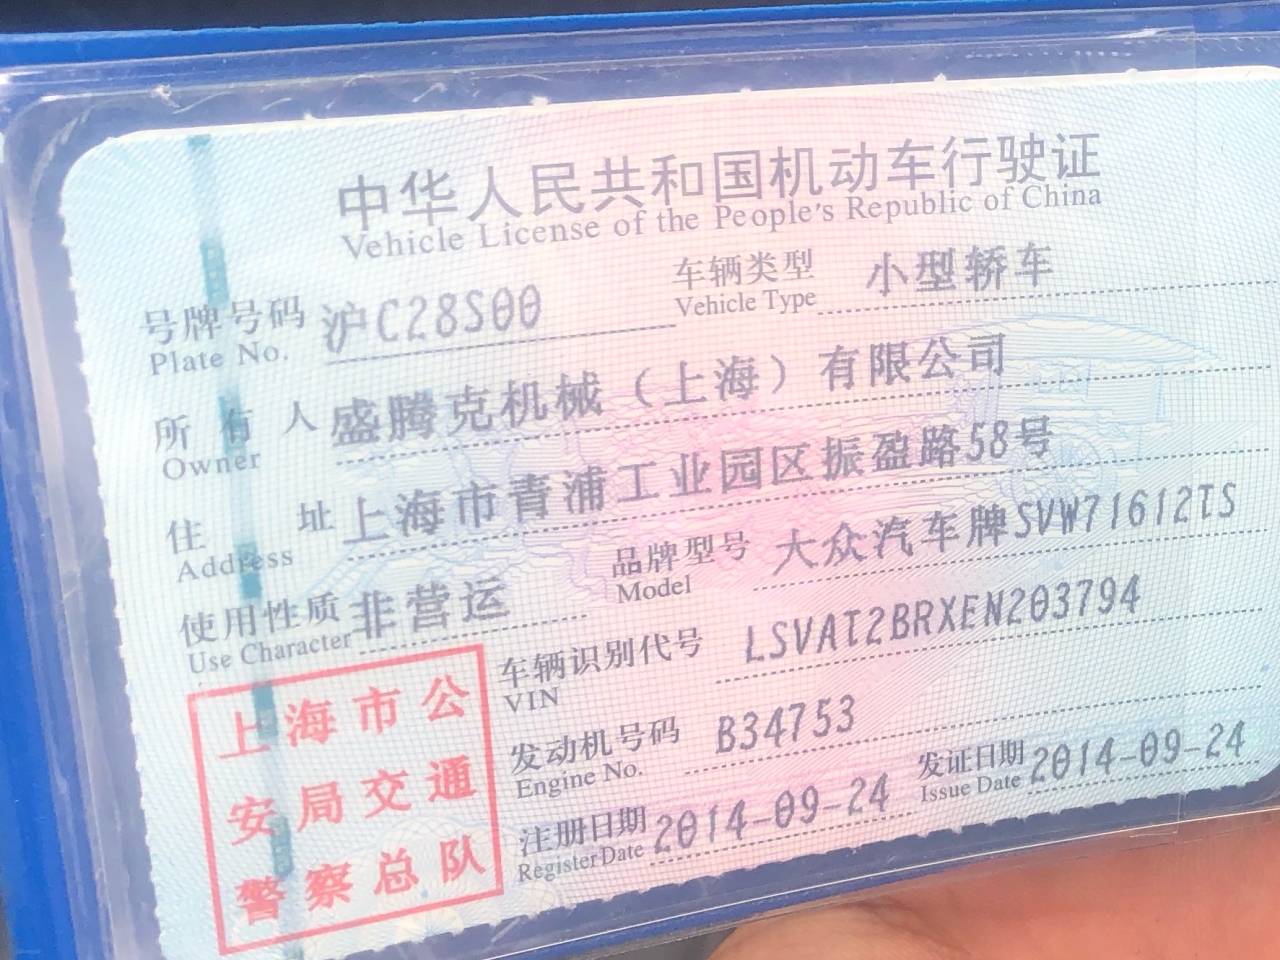 中华人民共和国机动车行驶证
Vehicle License of the People's Republic of China
号牌号码 沪C28S00 车辆类型 小型轿车
Plate No. Vehicle Type
所有人 盛腾克机械（上海）有限公司
Owner
住址 上海市青浦工业园区振盈路58号
Address
使用性质 非营运 品牌型号 大众汽车牌SVW71612TS
Use Character Model
车辆识别代号 LSVAT2BRXEN203794
VIN
发动机号码 B34753
Engine No.
注册日期 2014-09-24 发证日期 2014-09-24
Register Date Issue Date
上海市公
安局交通
警察总队